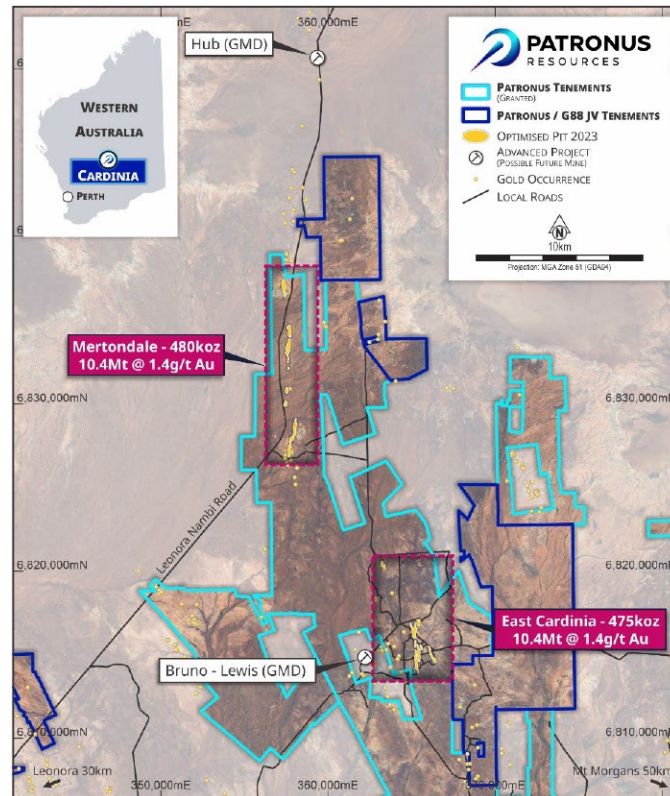 360,000mE
Hub (GMD)
WESTERN
AUSTRALIA
CARDINIA
PERTH
PATRONUS
RESOURCES
PATRONUS TENEMENTS
(GRANTED)
PATRONUS / G88 JV TENEMENTS
OPTIMISED PIT 2023
ADVANCED PROJECT
(POSSIBLE FUTURE MINE)
GOLD OCCURRENCE
LOCAL ROADS
N
10km
Projection: MGA Zone 51 (GDA94)
Mertondale - 480koz
10.4Mt @ 1.4g/t Au
6,830,000mN
6,830,000mN
Leonora Nambi Road
6,820,000mN
6,820,000mN
East Cardinia - 475koz
10.4Mt @ 1.4g/t Au
Bruno - Lewis (GMD)
6,810,000mN
6,810,000mN
Leonora 30km
350,000mE
360,000mE
Mt Morgans 50km